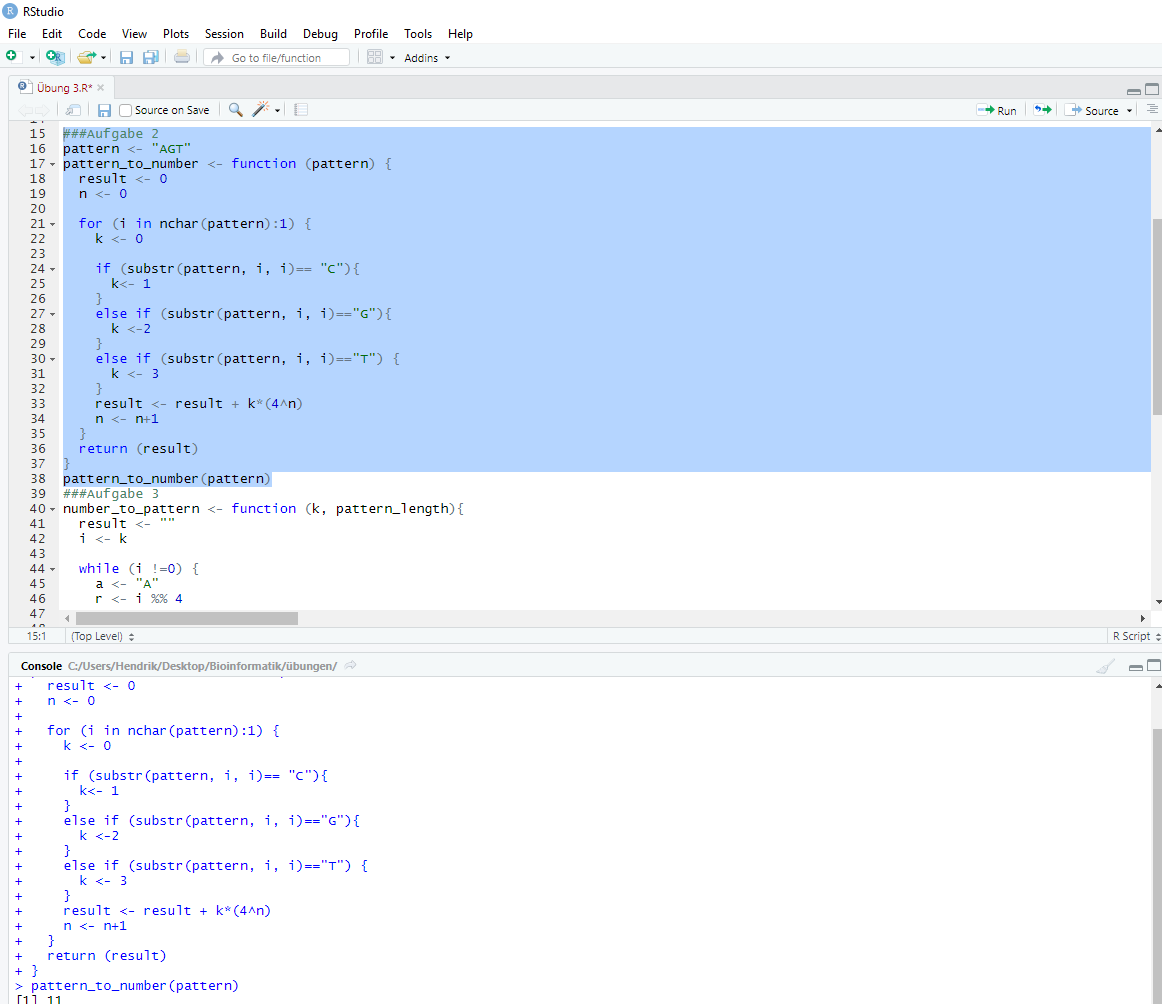 RStudio
File Edit Code View Plots Session Build Debug Profile Tools Help
Go to file/function Addins
Übung 3.R*
Source on Save Run Source
15 ###Aufgabe 2
16 pattern <- "AGT"
17 pattern_to_number <- function (pattern) {
18   result <- 0
19   n <- 0
20
21   for (i in nchar(pattern):1) {
22     k <- 0
23
24     if (substr(pattern, i, i)== "C"){
25       k<- 1
26     }
27     else if (substr(pattern, i, i)=="G"){
28       k <-2
29     }
30     else if (substr(pattern, i, i)=="T") {
31       k <- 3
32     }
33     result <- result + k*(4^n)
34     n <- n+1
35   }
36   return (result)
37 }
38 pattern_to_number(pattern)
39 ###Aufgabe 3
40 number_to_pattern <- function (k, pattern_length){
41   result <- ""
42   i <- k
43
44   while (i !=0) {
45     a <- "A"
46     r <- i %% 4
47
15:1 (Top Level) R Script
Console C:/Users/Hendrik/Desktop/Bioinformatik/übungen/
+   result <- 0
+   n <- 0
+
+   for (i in nchar(pattern):1) {
+     k <- 0
+
+     if (substr(pattern, i, i)== "C"){
+       k<- 1
+     }
+     else if (substr(pattern, i, i)=="G"){
+       k <-2
+     }
+     else if (substr(pattern, i, i)=="T") {
+       k <- 3
+     }
+     result <- result + k*(4^n)
+     n <- n+1
+   }
+   return (result)
+ }
> pattern_to_number(pattern)
[1] 11